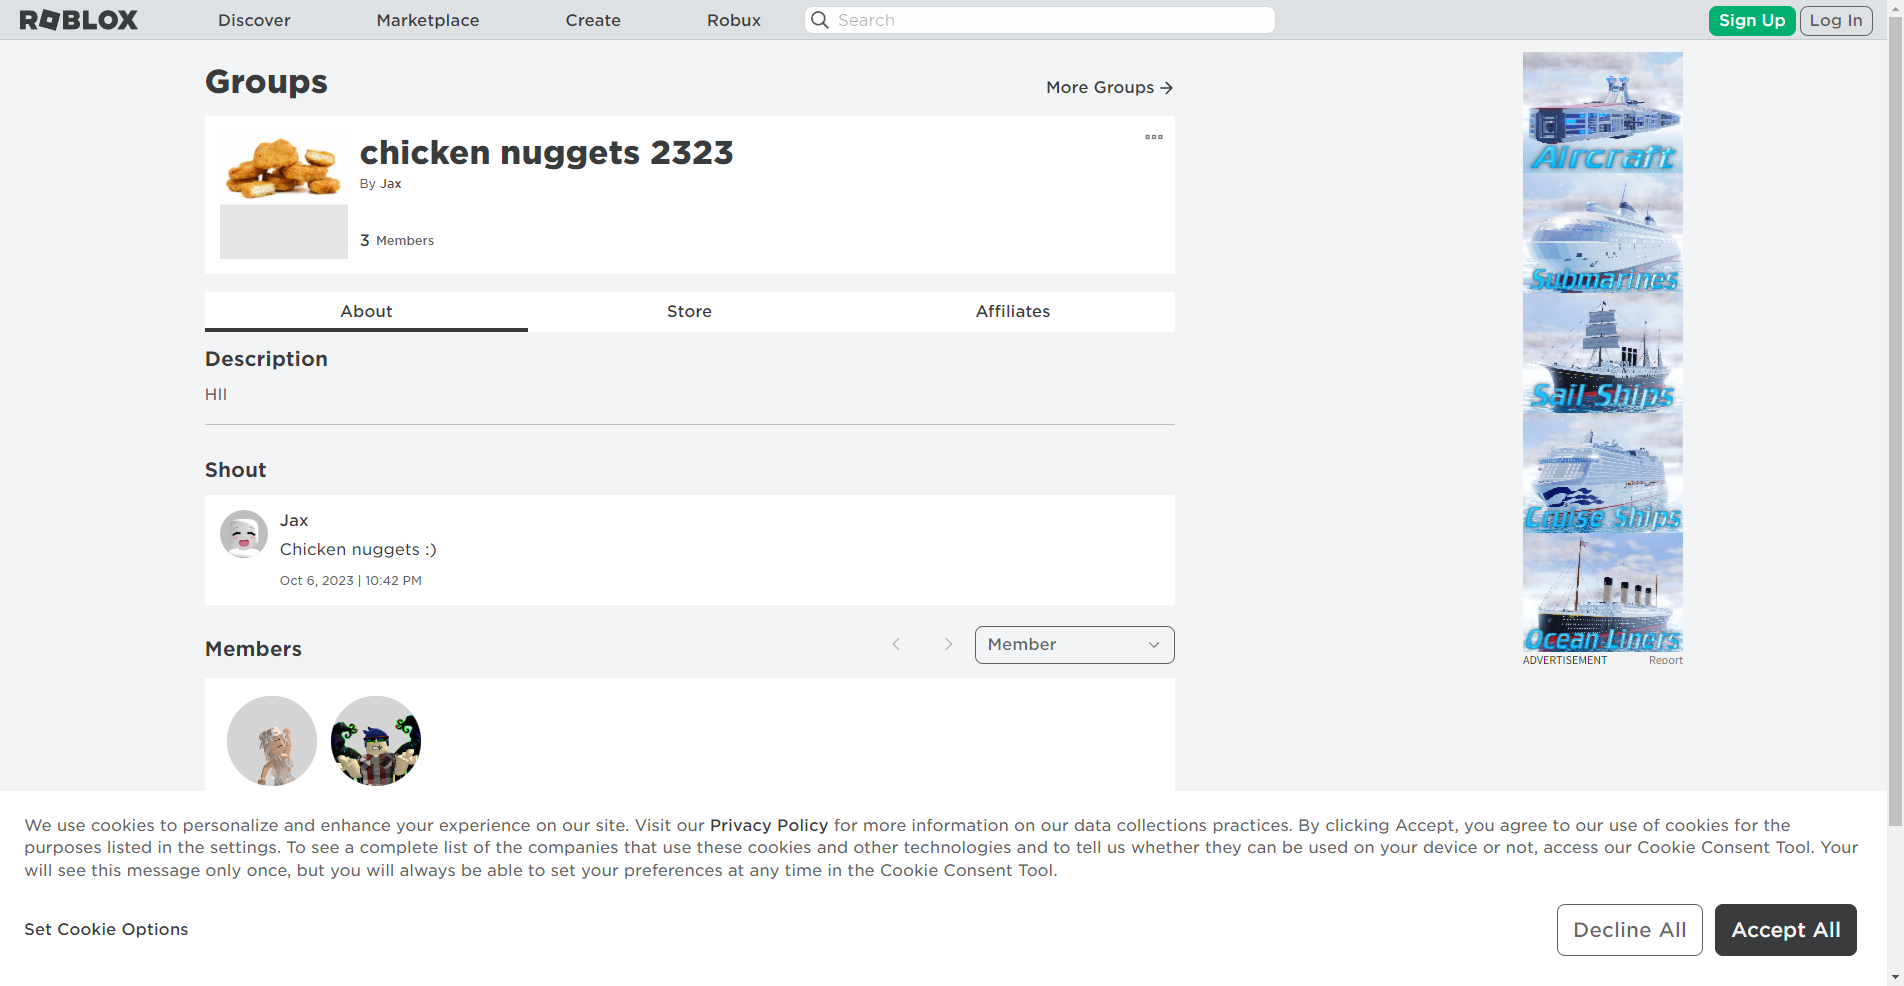 ROBLOX
Discover
Marketplace
Create
Robux
Search
Sign Up
Log In
Groups
More Groups
chicken nuggets 2323
By Jax
3 Members
About
Store
Affiliates
Description
HII
Shout
Jax
Chicken nuggets :)
Oct 6, 2023 | 10:42 PM
Members
Member
Aircraft
Submarines
Sail Ships
Cruise Ships
Ocean Liners
ADVERTISEMENT
Report
We use cookies to personalize and enhance your experience on our site. Visit our Privacy Policy for more information on our data collections practices. By clicking Accept, you agree to our use of cookies for the
purposes listed in the settings. To see a complete list of the companies that use these cookies and other technologies and to tell us whether they can be used on your device or not, access our Cookie Consent Tool. Your
will see this message only once, but you will always be able to set your preferences at any time in the Cookie Consent Tool.
Set Cookie Options
Decline All
Accept All